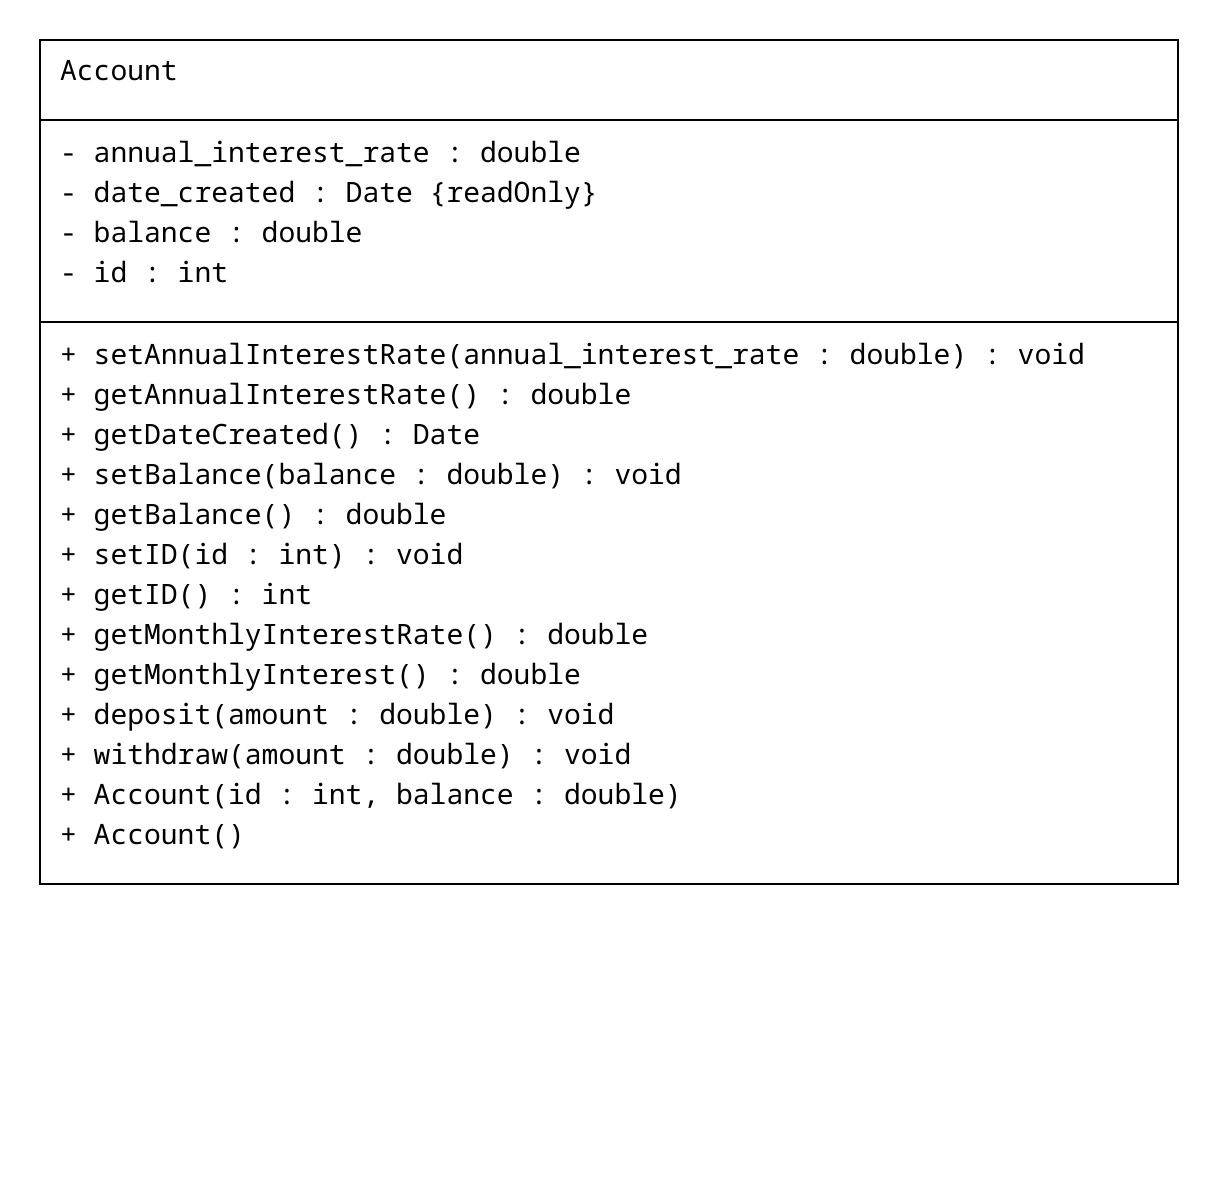 Account
- annual_interest_rate : double
- date_created : Date {readOnly}
- balance : double
- id : int
+ setAnnualInterestRate(annual_interest_rate : double) : void
+ getAnnualInterestRate() : double
+ getDateCreated() : Date
+ setBalance(balance : double) : void
+ getBalance() : double
+ setID(id : int) : void
+ getID() : int
+ getMonthlyInterestRate() : double
+ getMonthlyInterest() : double
+ deposit(amount : double) : void
+ withdraw(amount : double) : void
+ Account(id : int, balance : double)
+ Account()